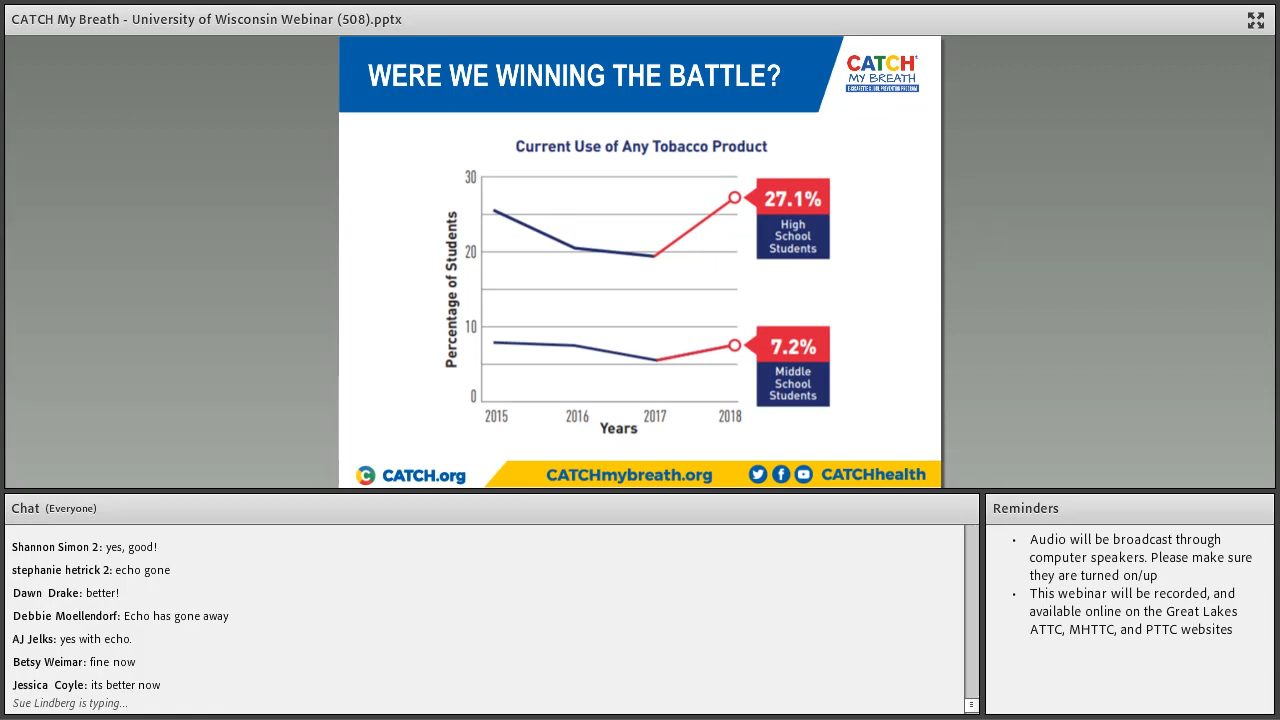 CATCH My Breath - University of Wisconsin Webinar (508).pptx
WERE WE WINNING THE BATTLE?
CATCH
MY BREATH
Current Use of Any Tobacco Product
Percentage of Students
30
20
10
0
27.1%
High
School
Students
7.2%
Middle
School
Students
2015 2016 2017 2018
Years
CATCH.org
CATCHmybreath.org
CATCHhealth
Chat (Everyone)
Shannon Simon 2: yes, good!
stephanie hetrick 2: echo gone
Dawn Drake: better!
Debbie Moellendorf: Echo has gone away
AJ Jelks: yes with echo.
Betsy Weimar: fine now
Jessica Coyle: its better now
Sue Lindberg is typing...
Reminders
• Audio will be broadcast through
computer speakers. Please make sure
they are turned on/up
• This webinar will be recorded, and
available online on the Great Lakes
ATTC, MHTTC, and PTTC websites